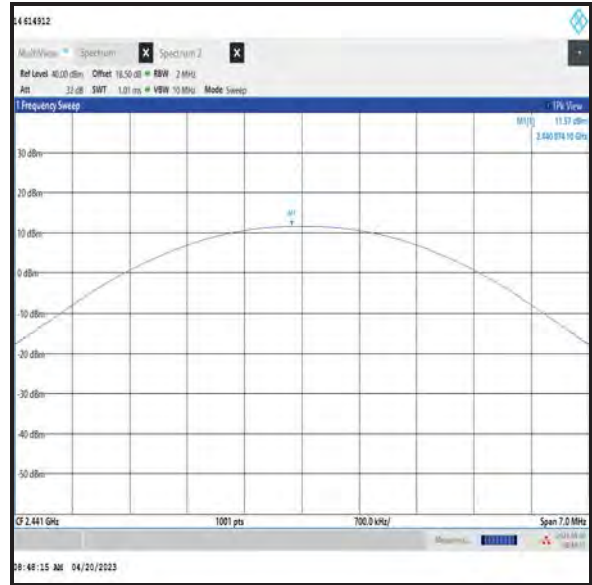 14 614912
MultiView Spectrum X Spectrum 2 X
Ref Level 40.00 dBm Offset 18.50 dB RBW 2 MHz
Att 32 dB SWT 1.01 ms VBW 10 MHz Mode Sweep
1 Frequency Sweep 1Pk View
M1[1] 11.57 dBm
2.440 874 10 GHz
30 dBm
20 dBm
M1
10 dBm
0 dBm
-10 dBm
-20 dBm
-30 dBm
-40 dBm
-50 dBm
CF 2.441 GHz 1001 pts 700.0 kHz/ Span 7.0 MHz
08:48:15 AM 04/20/2023